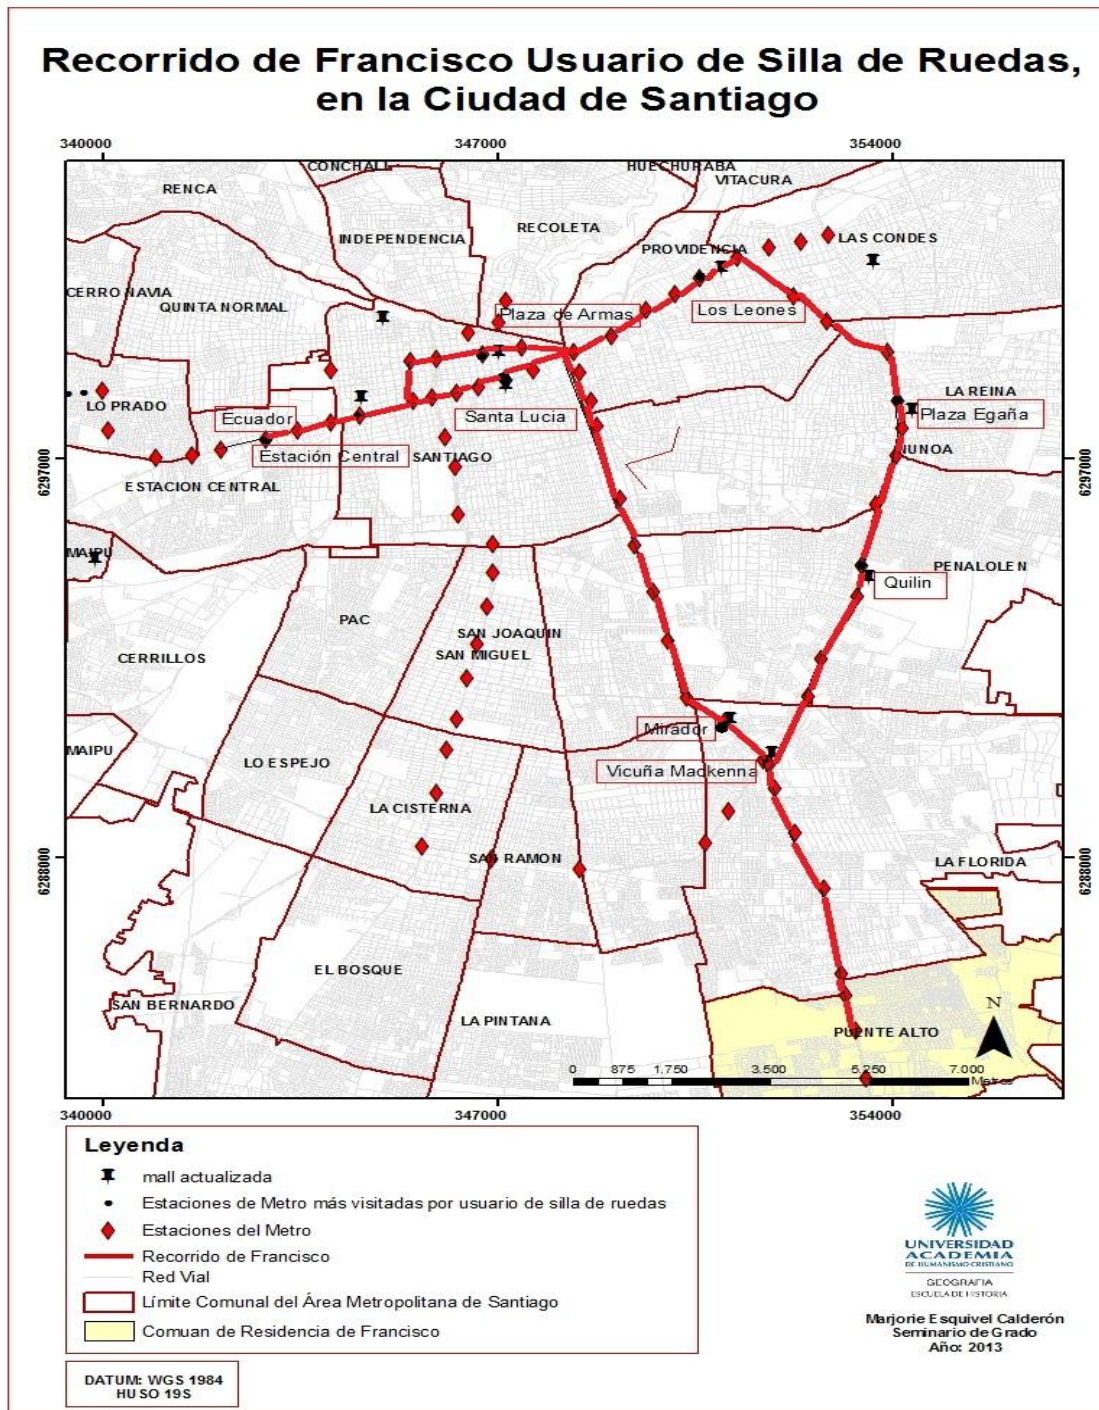 Recorrido de Francisco Usuario de Silla de Ruedas,
en la Ciudad de Santiago
340000 347000 354000
CONCHALI HUECHURABA
RENCA VITACURA
RECOLETA
INDEPENDENCIA PROVIDENCIA LAS CONDES
CERRO NAVIA
QUINTA NORMAL Plaza de Armas Los Leones
LA REINA
LO PRADO
Ecuador Santa Lucia Plaza Egaña
Estación Central SANTIAGO NUNOA
6297000 6297000
ESTACION CENTRAL
MAIPU PENALOLEN
Quilin
PAC
SAN JOAQUIN
CERRILLOS SAN MIGUEL
Mirador
MAIPU
LO ESPEJO Vicuña Mackenna
LA CISTERNA
6288000 SAN RAMON LA FLORIDA 6288000
EL BOSQUE
SAN BERNARDO
LA PINTANA N
PUENTE ALTO
0 875 1.750 3.500 5.250 7.000
Metros
340000 347000 354000
Leyenda
mall actualizada
Estaciones de Metro más visitadas por usuario de silla de ruedas
Estaciones del Metro
Recorrido de Francisco
Red Vial
Límite Comunal del Área Metropolitana de Santiago
Comuan de Residencia de Francisco
UNIVERSIDAD
ACADEMIA
DE HUMANISMO CRISTIANO
GEOGRAFIA
ESCUELA DE HISTORIA
Marjorie Esquivel Calderón
Seminario de Grado
Año: 2013
DATUM: WGS 1984
HUSO 19S